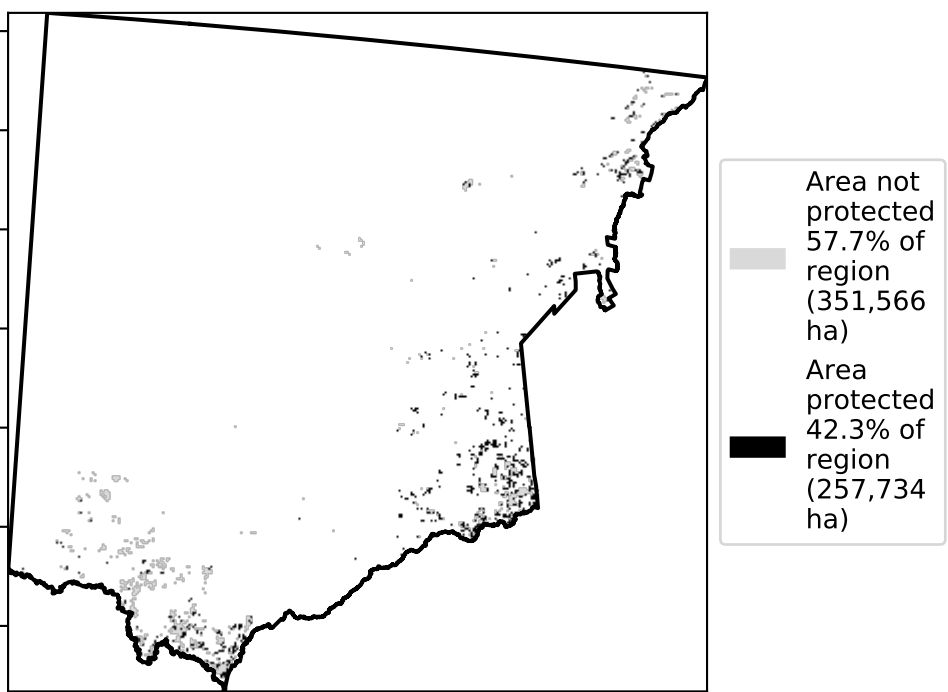 Area not
protected
57.7% of
region
(351,566
ha)
Area
protected
42.3% of
region
(257,734
ha)